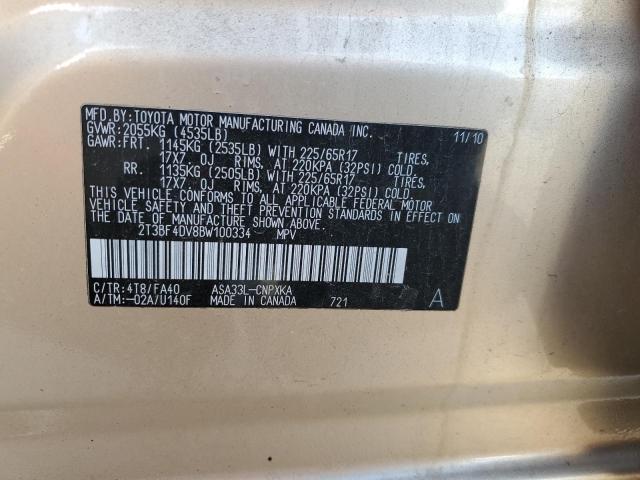 MFD.BY:TOYOTA MOTOR MANUFACTURING CANADA INC. 11/10
GVWR:2055KG (4535LB)
GAWR:FRT. 1145KG (2535LB) WITH 225/65R17 TIRES.
17X7 OJ RIMS, AT 220KPA (32PSI) COLD.
RR. 1135KG (2505LB) WITH 225/65R17 TIRES.
17X7 OJ RIMS, AT 220KPA (32PSI) COLD.
THIS VEHICLE CONFORMS TO ALL APPLICABLE FEDERAL MOTOR
VEHICLE SAFETY AND THEFT PREVENTION STANDARDS IN EFFECT
ON THE DATE OF MANUFACTURE SHOWN ABOVE.
2T3BF4DV8BW100334 MPV
C/TR:4T8/FA40 ASA33L-CNPXKA
A/TM:-02A/U140F MADE IN CANADA 721 A